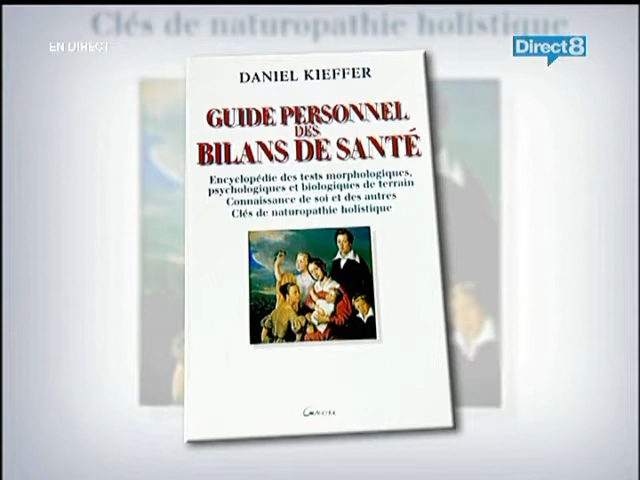 Clés de naturopathie holistique
EN DIRECT
Direct8
DANIEL KIEFFER
GUIDE PERSONNEL
DES
BILANS DE SANTÉ
Encyclopédie des tests morphologiques,
psychologiques et biologiques de terrain
Connaissance de soi et des autres
Clés de naturopathie holistique